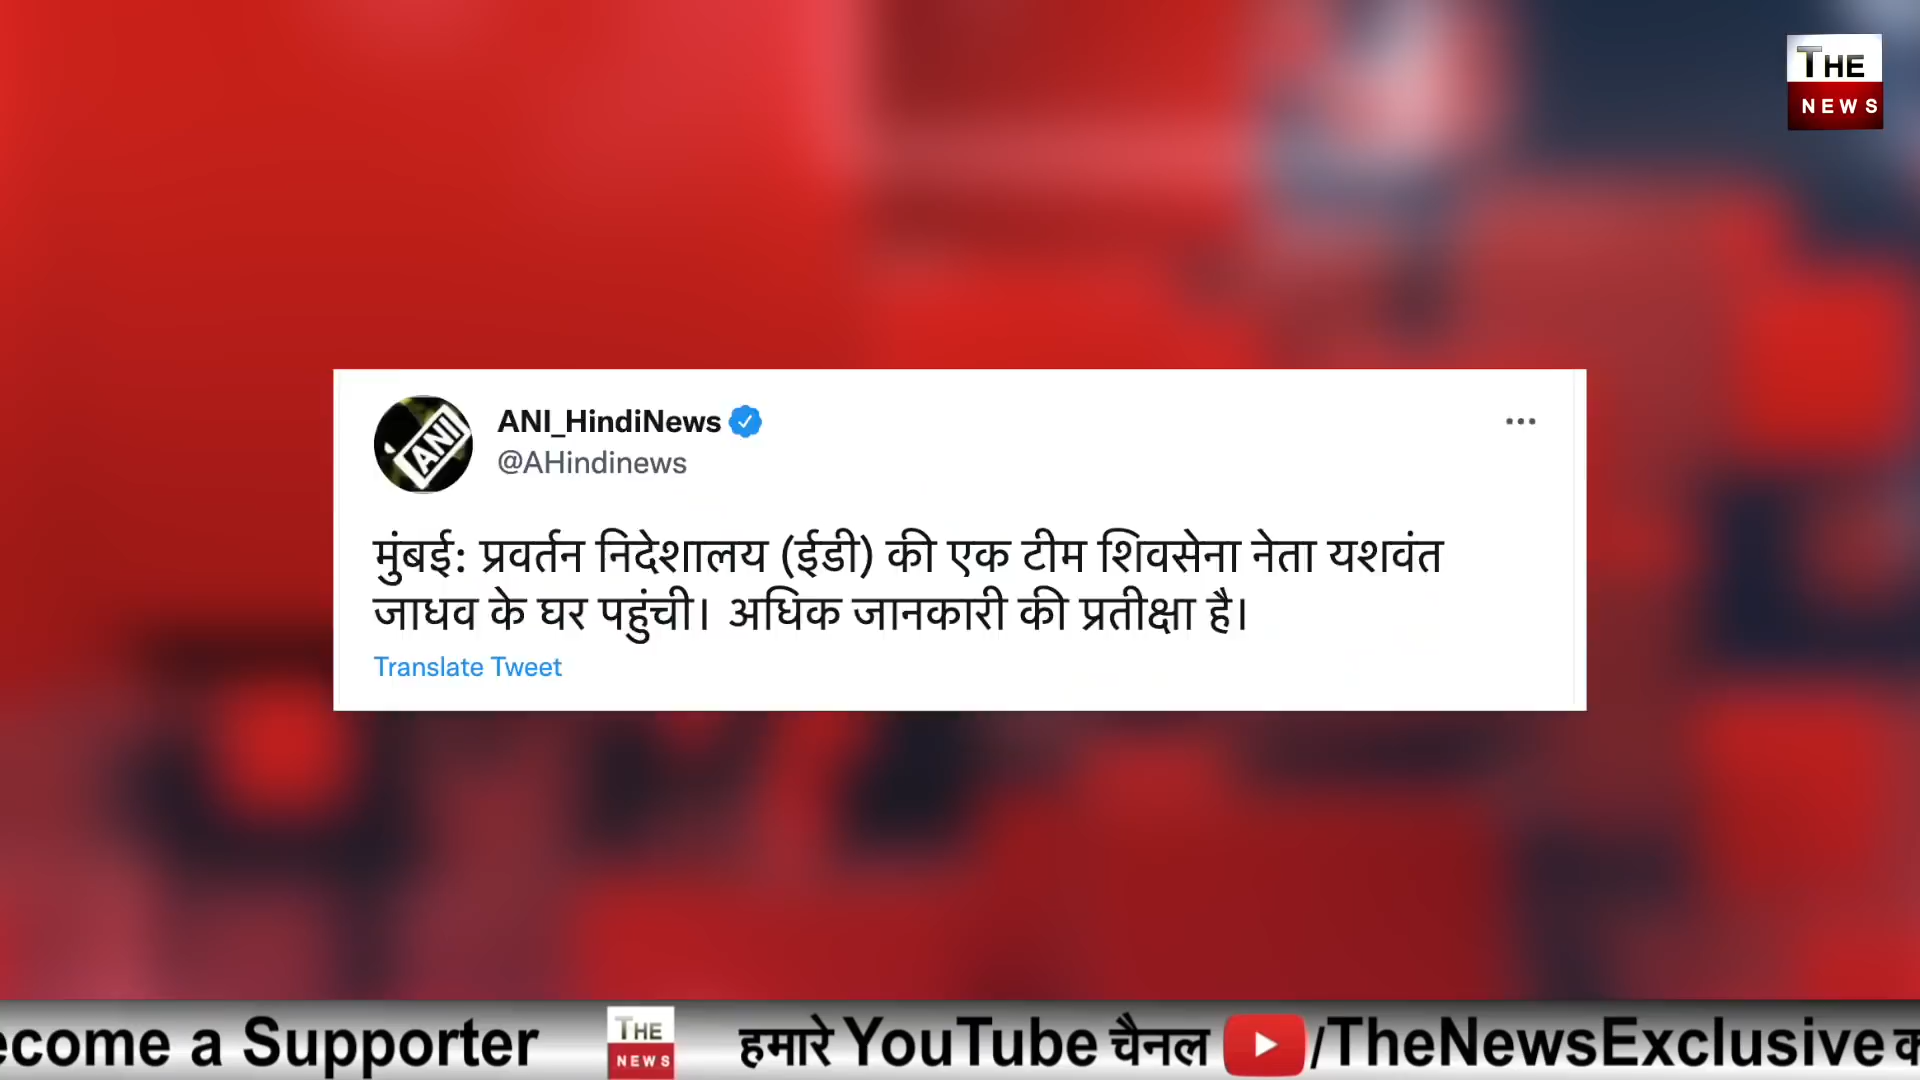 THE
NEWS
ANI_HindiNews
@AHindinews
मुंबई: प्रवर्तन निदेशालय (ईडी) की एक टीम शिवसेना नेता यशवंत
जाधव के घर पहुंची। अधिक जानकारी की प्रतीक्षा है।
Translate Tweet
ecome a Supporter THE NEWS हमारे YouTube चैनल /TheNewsExclusive